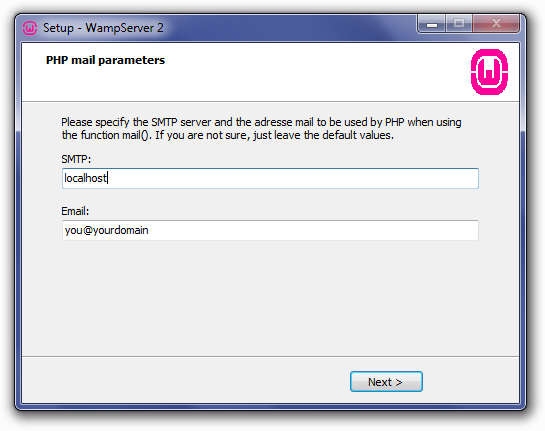 Setup - WampServer 2
PHP mail parameters
Please specify the SMTP server and the adresse mail to be used by PHP when using
the function mail(). If you are not sure, just leave the default values.
SMTP:
localhost
Email:
you@yourdomain
Next >